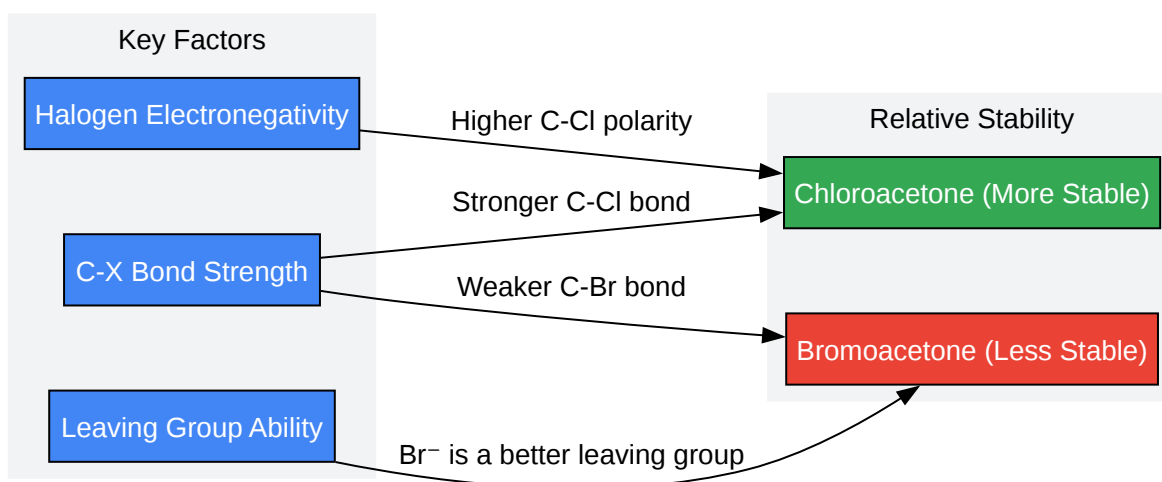 Key Factors
Halogen Electronegativity
Higher C-Cl polarity
Relative Stability
Chloroacetone (More Stable)
Stronger C-Cl bond
C-X Bond Strength
Weaker C-Br bond
Bromoacetone (Less Stable)
Leaving Group Ability
Br⁻ is a better leaving group